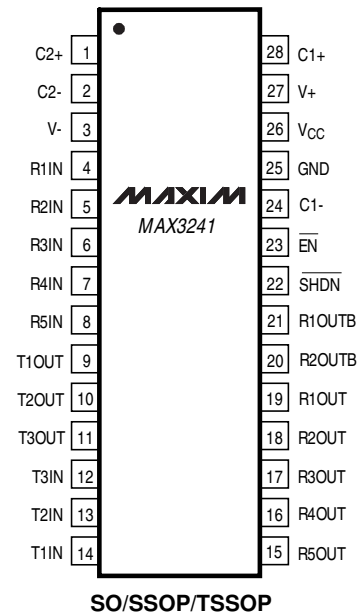 C2+ 1 28 C1+
C2- 2 27 V+
V- 3 26 VCC
R1IN 4 25 GND
R2IN 5 MAXIM 24 C1-
R3IN 6 MAX3241 23 EN
R4IN 7 22 SHDN
R5IN 8 21 R1OUTB
T1OUT 9 20 R2OUTB
T2OUT 10 19 R1OUT
T3OUT 11 18 R2OUT
T3IN 12 17 R3OUT
T2IN 13 16 R4OUT
T1IN 14 15 R5OUT
SO/SSOP/TSSOP